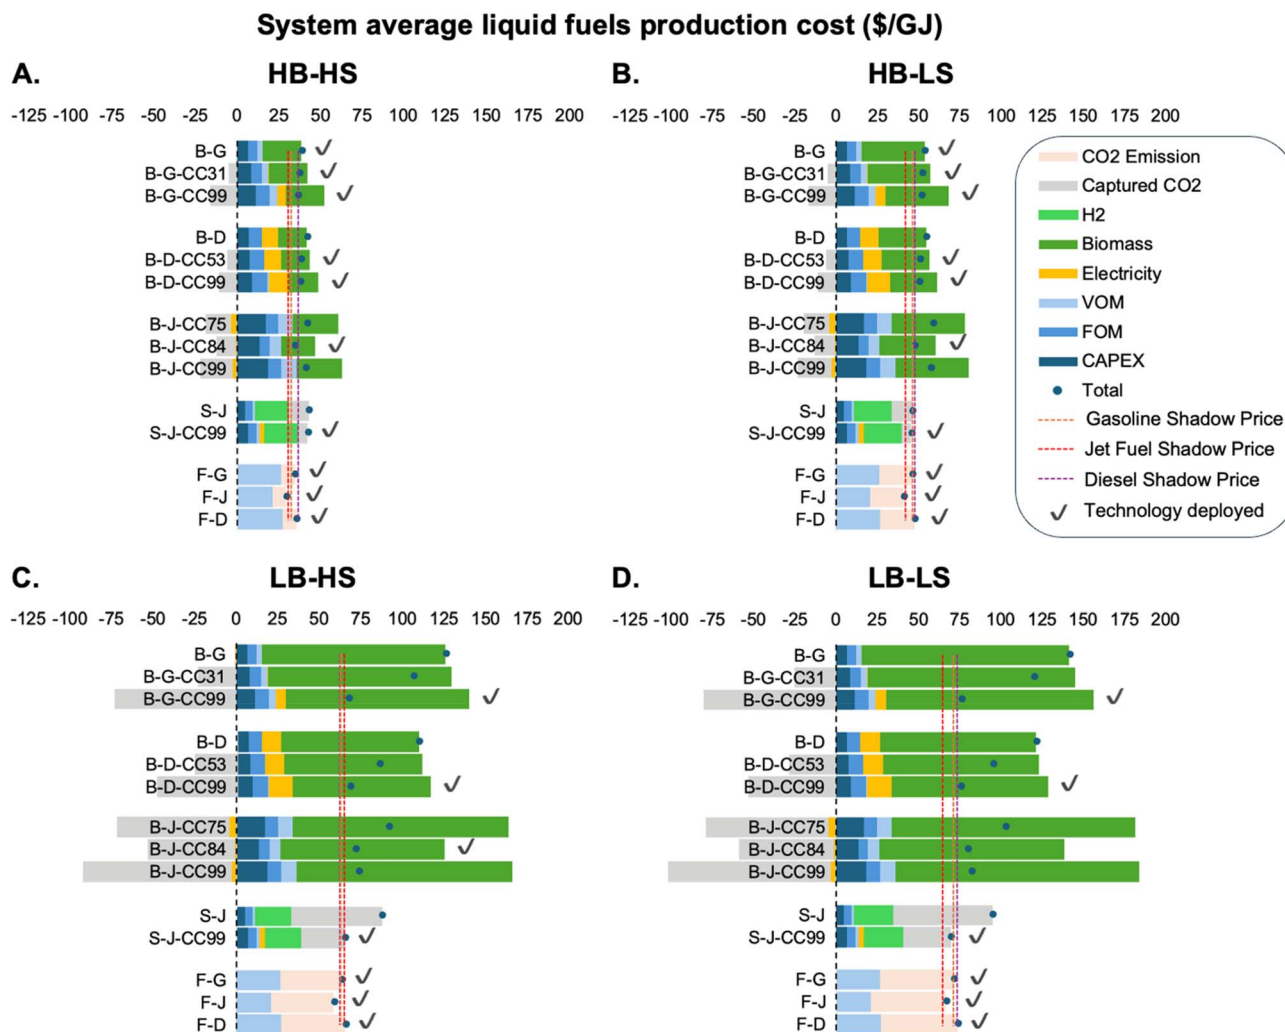 System average liquid fuels production cost ($/GJ)
A.
HB-HS
-125 -100 -75 -50 -25 0 25 50 75 100 125 150 175 200
B-G
B-G-CC31
B-G-CC99
B-D
B-D-CC53
B-D-CC99
B-J-CC75
B-J-CC84
B-J-CC99
S-J
S-J-CC99
F-G
F-J
F-D
B.
HB-LS
-125 -100 -75 -50 -25 0 25 50 75 100 125 150 175 200
B-G
B-G-CC31
B-G-CC99
B-D
B-D-CC53
B-D-CC99
B-J-CC75
B-J-CC84
B-J-CC99
S-J
S-J-CC99
F-G
F-J
F-D
CO2 Emission
Captured CO2
H2
Biomass
Electricity
VOM
FOM
CAPEX
Total
Gasoline Shadow Price
Jet Fuel Shadow Price
Diesel Shadow Price
Technology deployed
C.
LB-HS
-125 -100 -75 -50 -25 0 25 50 75 100 125 150 175 200
B-G
B-G-CC31
B-G-CC99
B-D
B-D-CC53
B-D-CC99
B-J-CC75
B-J-CC84
B-J-CC99
S-J
S-J-CC99
F-G
F-J
F-D
D.
LB-LS
-125 -100 -75 -50 -25 0 25 50 75 100 125 150 175 200
B-G
B-G-CC31
B-G-CC99
B-D
B-D-CC53
B-D-CC99
B-J-CC75
B-J-CC84
B-J-CC99
S-J
S-J-CC99
F-G
F-J
F-D